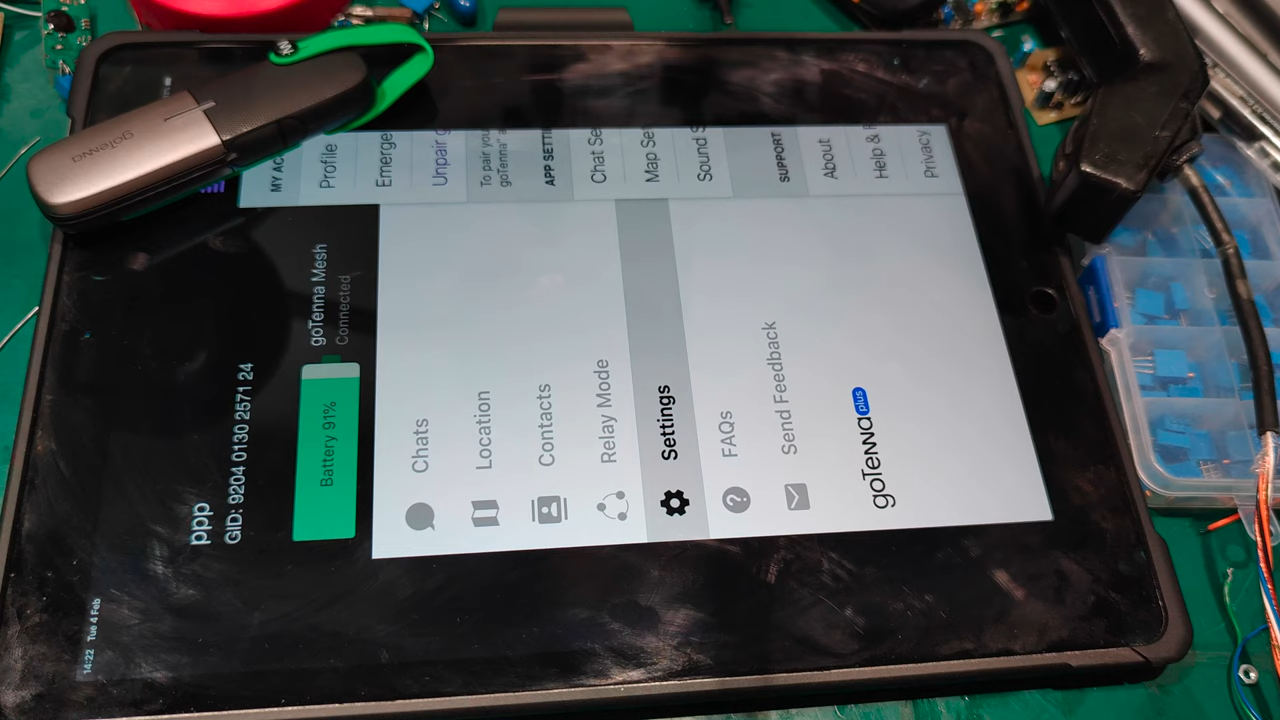 14:22 Tue 4 Feb
ppp
GID: 9204 0130 2571 24
Battery 91%
goTenna Mesh
Connected
Chats
Location
Contacts
Relay Mode
Settings
FAQs
Send Feedback
goTenna plus
MY AC
Profile
Emerge
Unpair
To pair you
goTenna
APP SETTI
Chat Se
Map Se
Sound S
SUPPORT
About
Help &
Privacy
goTenna